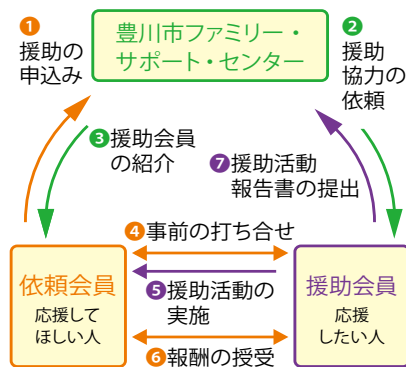 ❶
援助の
申込み
豊川市ファミリー・
サポート・センター
❷
援助
協力の
依頼
❸援助会員
の紹介
❼援助活動
報告書の提出
❹事前の打ち合せ
依頼会員
応援して
ほしい人
❺援助活動の
実施
援助会員
応援
したい人
❻報酬の授受